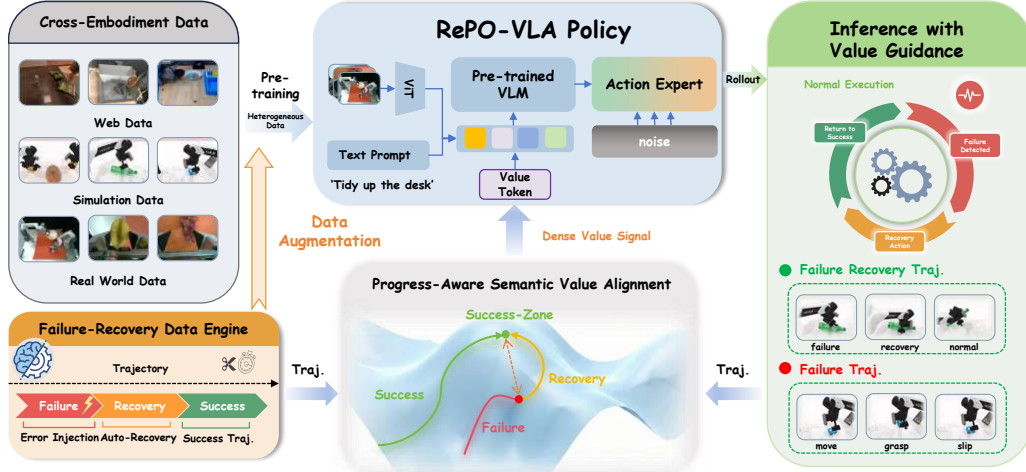 Cross-Embodiment Data
Web Data
Simulation Data
Real World Data
Pre-
training
Heterogeneous
Data
RePO-VLA Policy
ViT
Pre-trained
VLM
Action Expert
Text Prompt
noise
'Tidy up the desk'
Value
Token
Rollout
Data
Augmentation
Dense Value Signal
Inference with
Value Guidance
Normal Execution
Return to
Success
Failure
Detected
Recovery
Action
Failure Recovery Traj.
failure
recovery
normal
Failure Traj.
move
grasp
slip
Failure-Recovery Data Engine
Trajectory
Failure
Recovery
Success
Error Injection
Auto-Recovery
Success Traj.
Traj.
Progress-Aware Semantic Value Alignment
Success-Zone
Success
Recovery
Failure
Traj.